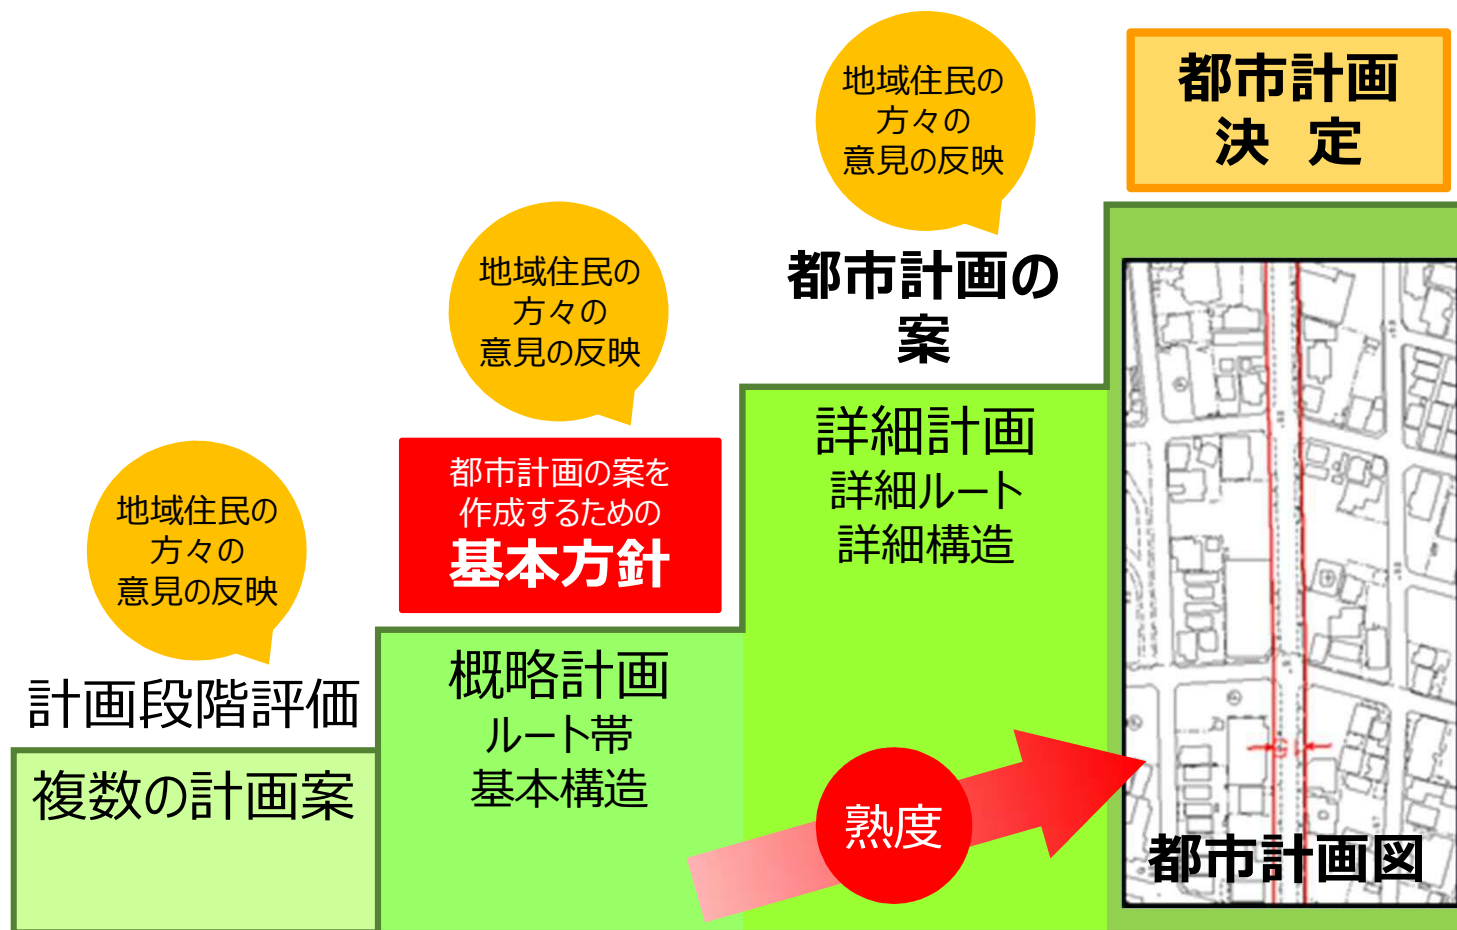 地域住民の
方々の
意見の反映
計画段階評価
複数の計画案
地域住民の
方々の
意見の反映
都市計画の案を
作成するための
基本方針
概略計画
ルート帯
基本構造
地域住民の
方々の
意見の反映
都市計画の
案
詳細計画
詳細ルート
詳細構造
熟度
都市計画
決 定
都市計画図